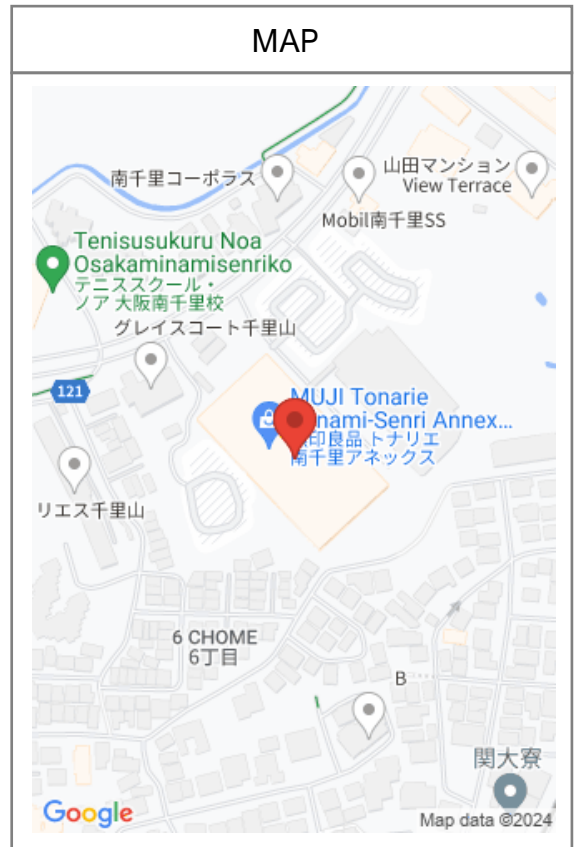 MAP
南千里コーポラス
山田マンション
View Terrace
Mobil南千里SS
Tenisusukuru Noa
Osakaminamisenriko
テニススクール・
ノア 大阪南千里校
グレイスコート千里山
121
MUJI Tonarie
nami-Senri Annex...
印良品 トナリエ
南千里アネックス
リエス千里山
6 CHOME
6丁目
B
関大寮
Google
Map data ©2024